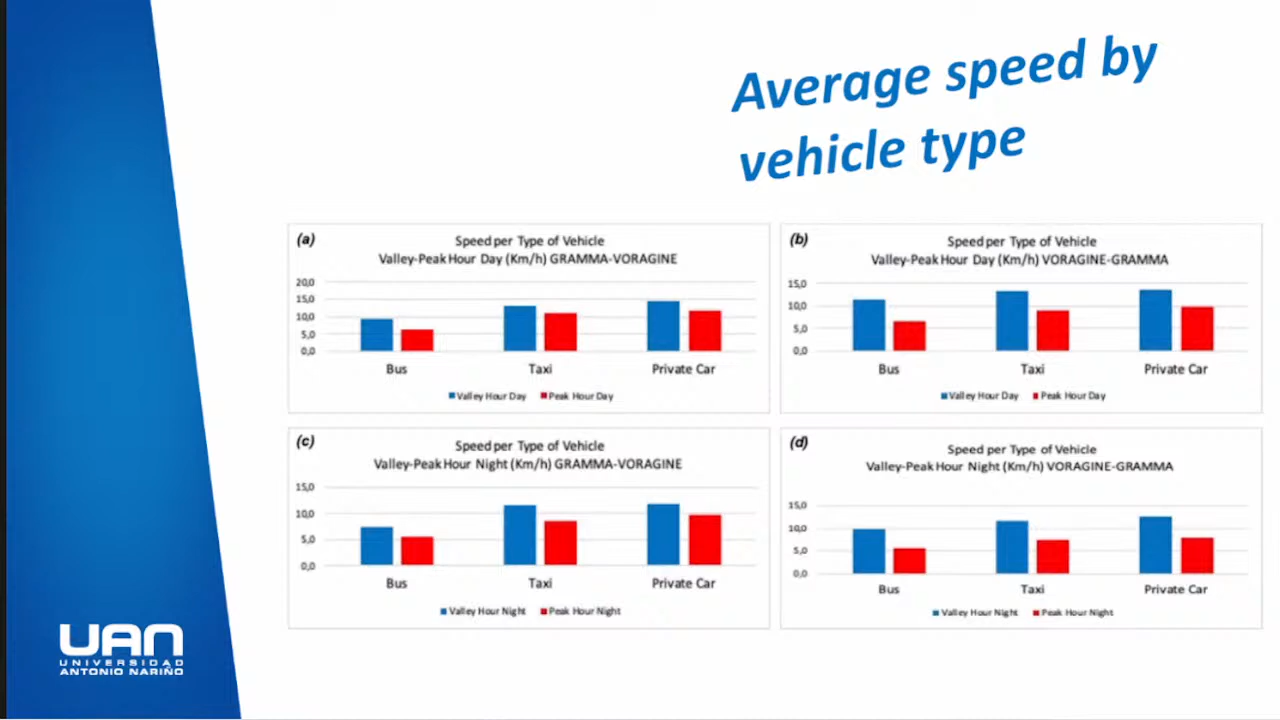 Average speed by
vehicle type
(a)
Speed per Type of Vehicle
Valley-Peak Hour Day (Km/h) GRAMMA-VORAGINE
20,0
15,0
10,0
5,0
0,0
Bus
Taxi
Private Car
Valley Hour Day
Peak Hour Day
(b)
Speed per Type of Vehicle
Valley-Peak Hour Day (Km/h) VORAGINE-GRAMMA
15,0
10,0
5,0
0,0
Bus
Taxi
Private Car
Valley Hour Day
Peak Hour Day
(c)
Speed per Type of Vehicle
Valley-Peak Hour Night (Km/h) GRAMMA-VORAGINE
15,0
10,0
5,0
0,0
Bus
Taxi
Private Car
Valley Hour Night
Peak Hour Night
(d)
Speed per Type of Vehicle
Valley-Peak Hour Night (Km/h) VORAGINE-GRAMMA
15,0
10,0
5,0
0,0
Bus
Taxi
Private Car
Valley Hour Night
Peak Hour Night
UAN
UNIVERSIDAD
ANTONIO NARIÑO